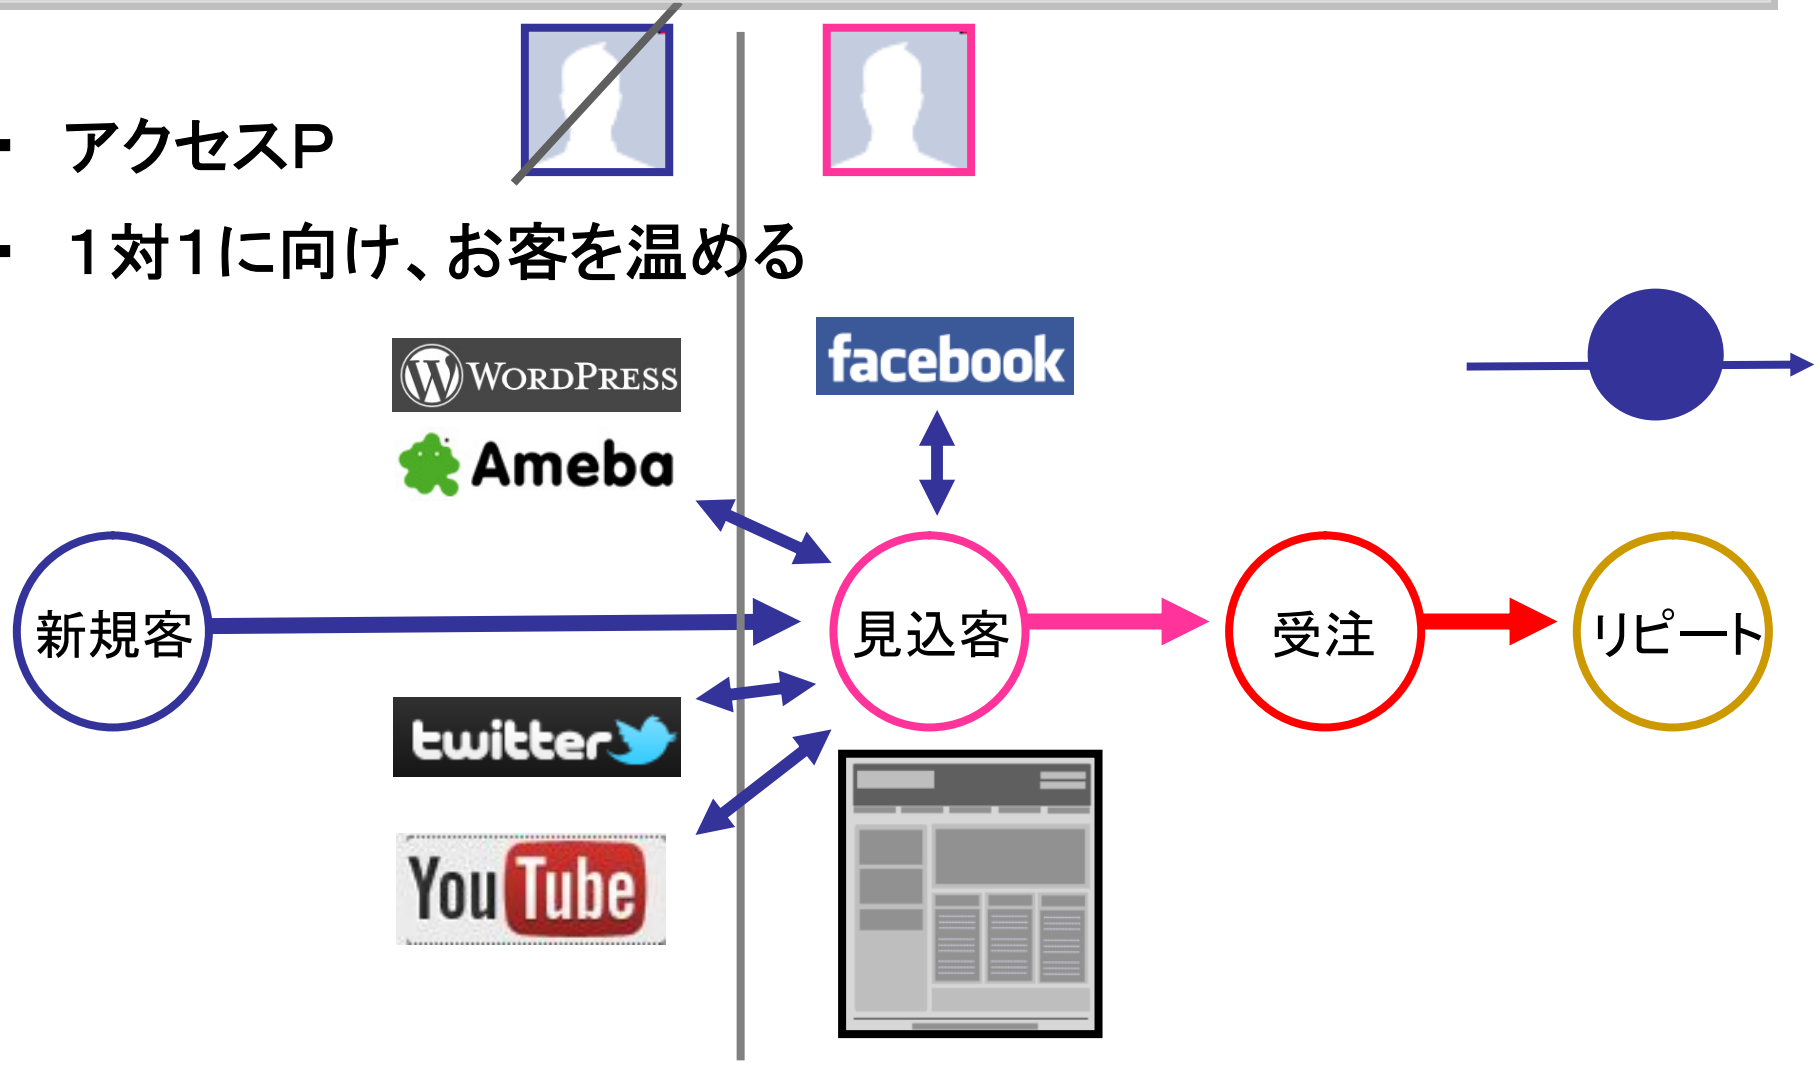 ・ アクセスP
・ 1対1に向け、お客を温める
WORDPRESS
facebook
Ameba
新規客
見込客
受注
リピート
twitter
YouTube